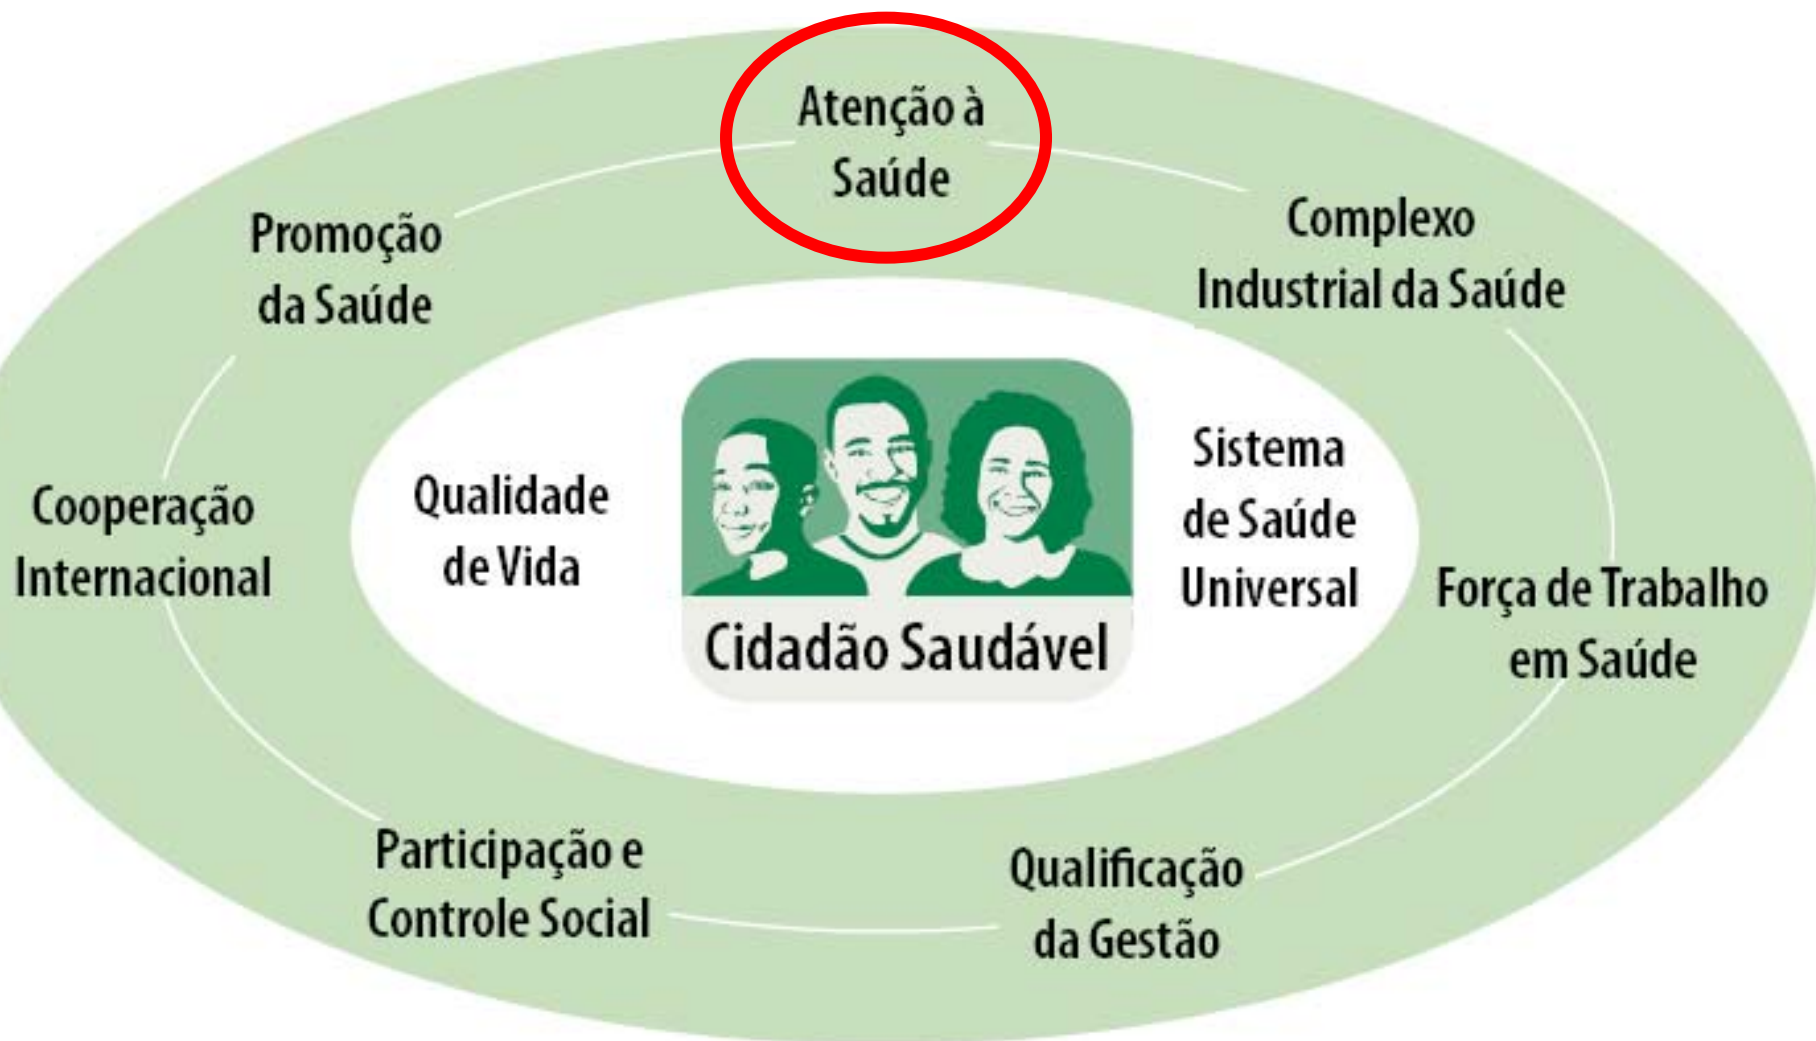 Atenção à
Saúde
Complexo
Industrial da Saúde
Força de Trabalho
em Saúde
Qualificação
da Gestão
Participação e
Controle Social
Cooperação
Internacional
Promoção
da Saúde
Qualidade
de Vida
Cidadão Saudável
Sistema
de Saúde
Universal